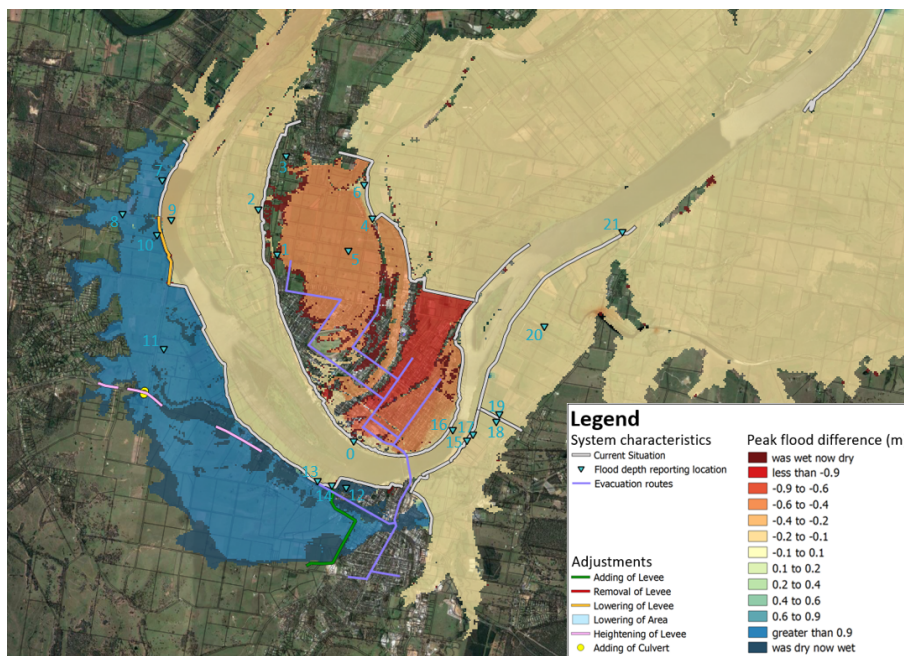 7
8
9
10
11
2
3
1
6
4
5
0
16
17
15
19
18
20
21
13
14
12
Legend
System characteristics
Current Situation
Flood depth reporting location
Evacuation routes
Adjustments
Adding of Levee
Removal of Levee
Lowering of Levee
Lowering of Area
Heightening of Levee
Adding of Culvert
Peak flood difference (m
was wet now dry
less than -0.9
-0.9 to -0.6
-0.6 to -0.4
-0.4 to -0.2
-0.2 to -0.1
-0.1 to 0.1
0.1 to 0.2
0.2 to 0.4
0.4 to 0.6
0.6 to 0.9
greater than 0.9
was dry now wet